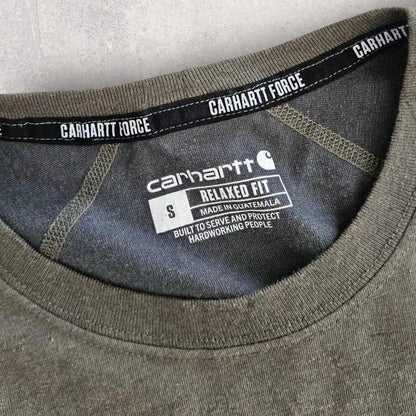 CARHARTT FORCE
CARHARTT FORCE
CARHARTT
carhartt
S
RELAXED FIT
MADE IN GUATEMALA
BUILT TO SERVE AND PROTECT
HARDWORKING PEOPLE.